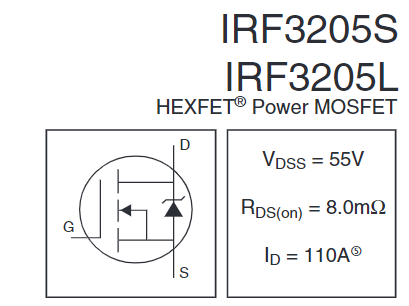 IRF3205S
IRF3205L
HEXFET® Power MOSFET
D
G
S
VDSS = 55V
RDS(on) = 8.0mΩ
ID = 110A⑤